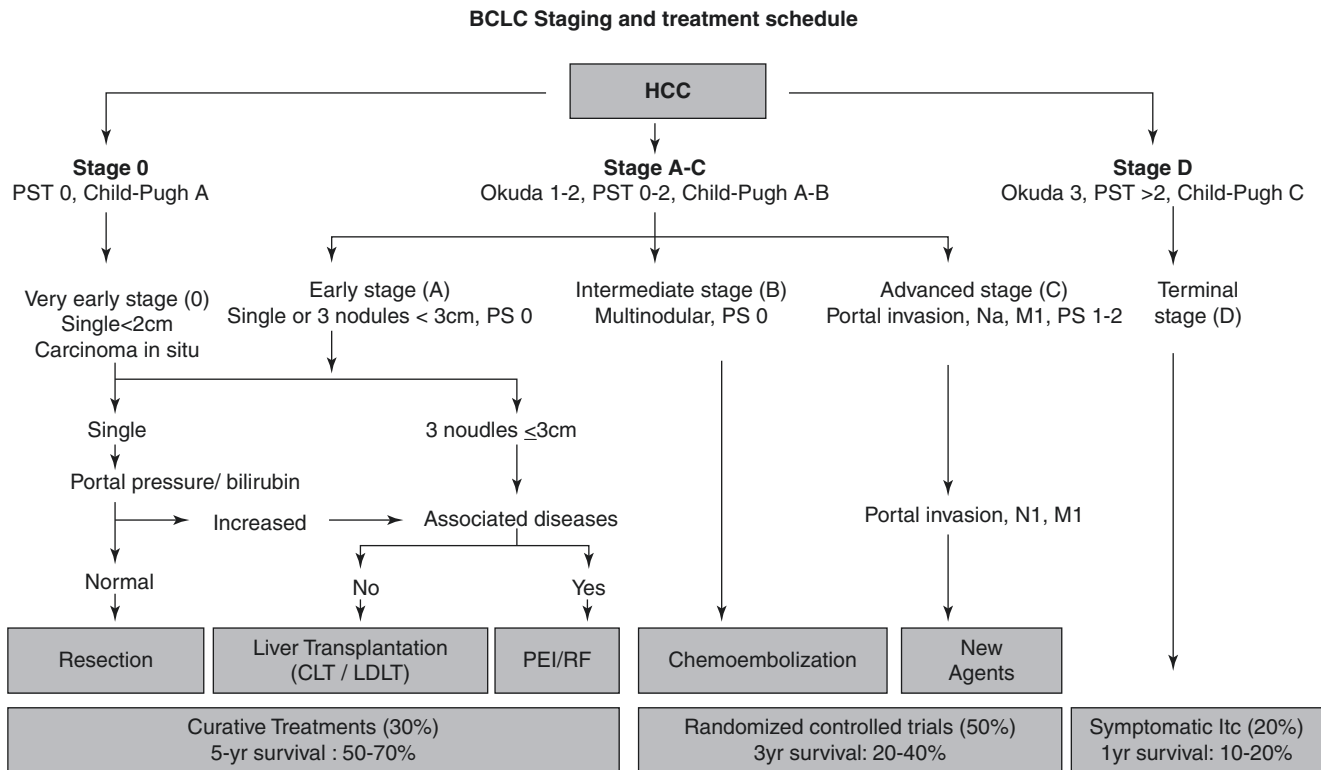 BCLC Staging and treatment schedule
HCC
Stage 0
PST 0, Child-Pugh A
Stage A-C
Okuda 1-2, PST 0-2, Child-Pugh A-B
Stage D
Okuda 3, PST >2, Child-Pugh C
Very early stage (0)
Single<2cm
Carcinoma in situ
Early stage (A)
Single or 3 nodules < 3cm, PS 0
Intermediate stage (B)
Multinodular, PS 0
Advanced stage (C)
Portal invasion, Na, M1, PS 1-2
Terminal
stage (D)
Single
3 noudles ≤3cm
Portal pressure/ bilirubin
Increased
Associated diseases
Portal invasion, N1, M1
Normal
No
Yes
Resection
Liver Transplantation
(CLT / LDLT)
PEI/RF
Chemoembolization
New
Agents
Curative Treatments (30%)
5-yr survival : 50-70%
Randomized controlled trials (50%)
3yr survival: 20-40%
Symptomatic ltc (20%)
1yr survival: 10-20%